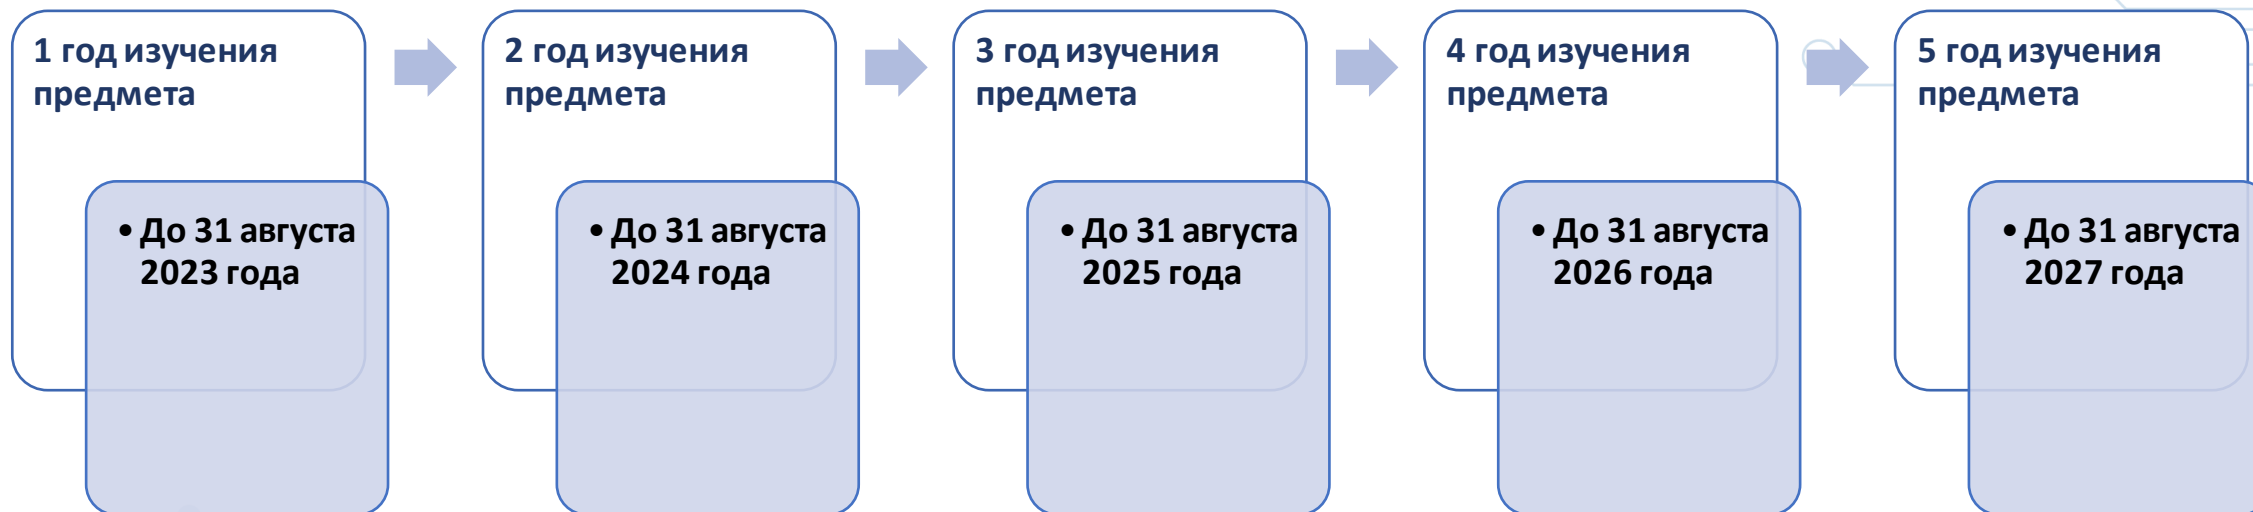 1 год изучения
предмета
• До 31 августа
2023 года
2 год изучения
предмета
• До 31 августа
2024 года
3 год изучения
предмета
• До 31 августа
2025 года
4 год изучения
предмета
• До 31 августа
2026 года
5 год изучения
предмета
• До 31 августа
2027 года